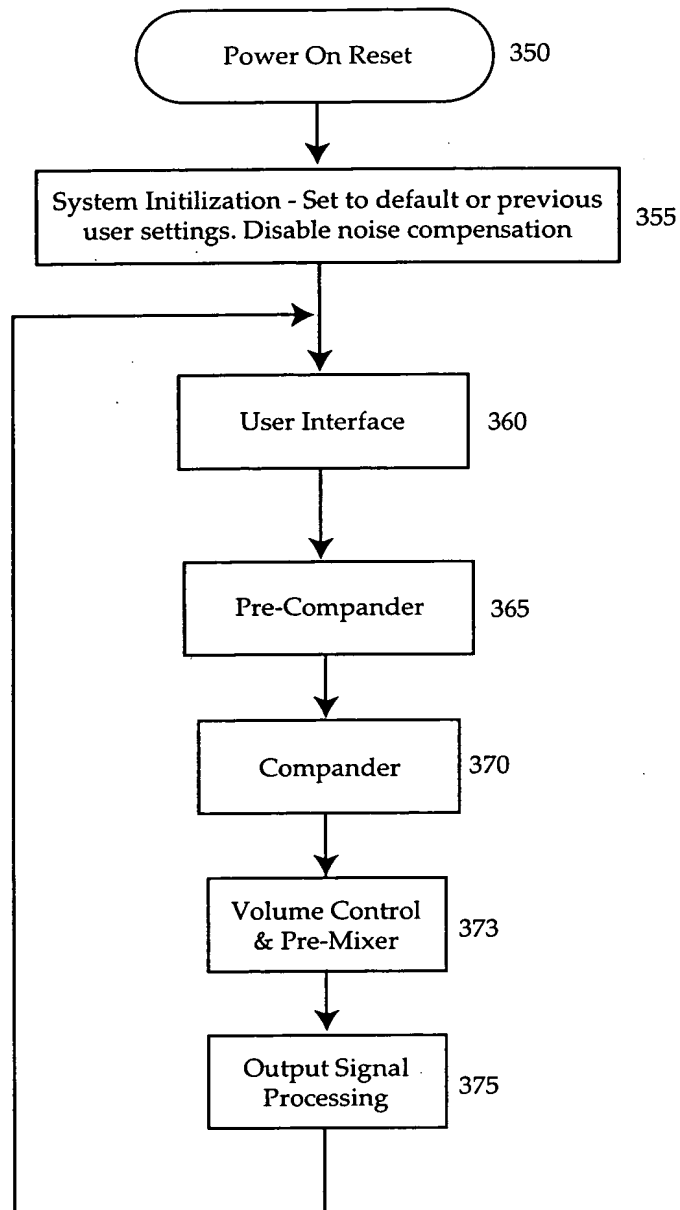 Power On Reset
350
System Initilization - Set to default or previous
user settings. Disable noise compensation
355
User Interface
360
Pre-Compander
365
Compander
370
Volume Control
& Pre-Mixer
373
Output Signal
Processing
375